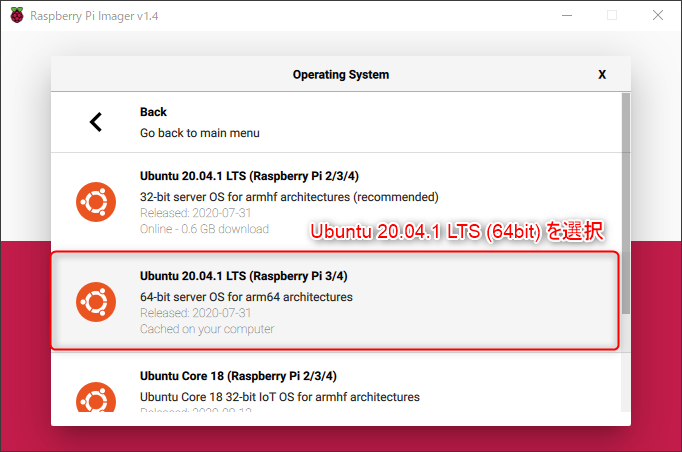 Raspberry Pi Imager v1.4
Operating System
X
Back
Go back to main menu
Ubuntu 20.04.1 LTS (Raspberry Pi 2/3/4)
32-bit server OS for armhf architectures (recommended)
Released: 2020-07-31
Online - 0.6 GB download
Ubuntu 20.04.1 LTS (64bit) を選択
Ubuntu 20.04.1 LTS (Raspberry Pi 3/4)
64-bit server OS for arm64 architectures
Released: 2020-07-31
Cached on your computer
Ubuntu Core 18 (Raspberry Pi 2/3/4)
Ubuntu Core 18 32-bit IoT OS for armhf architectures
Released: